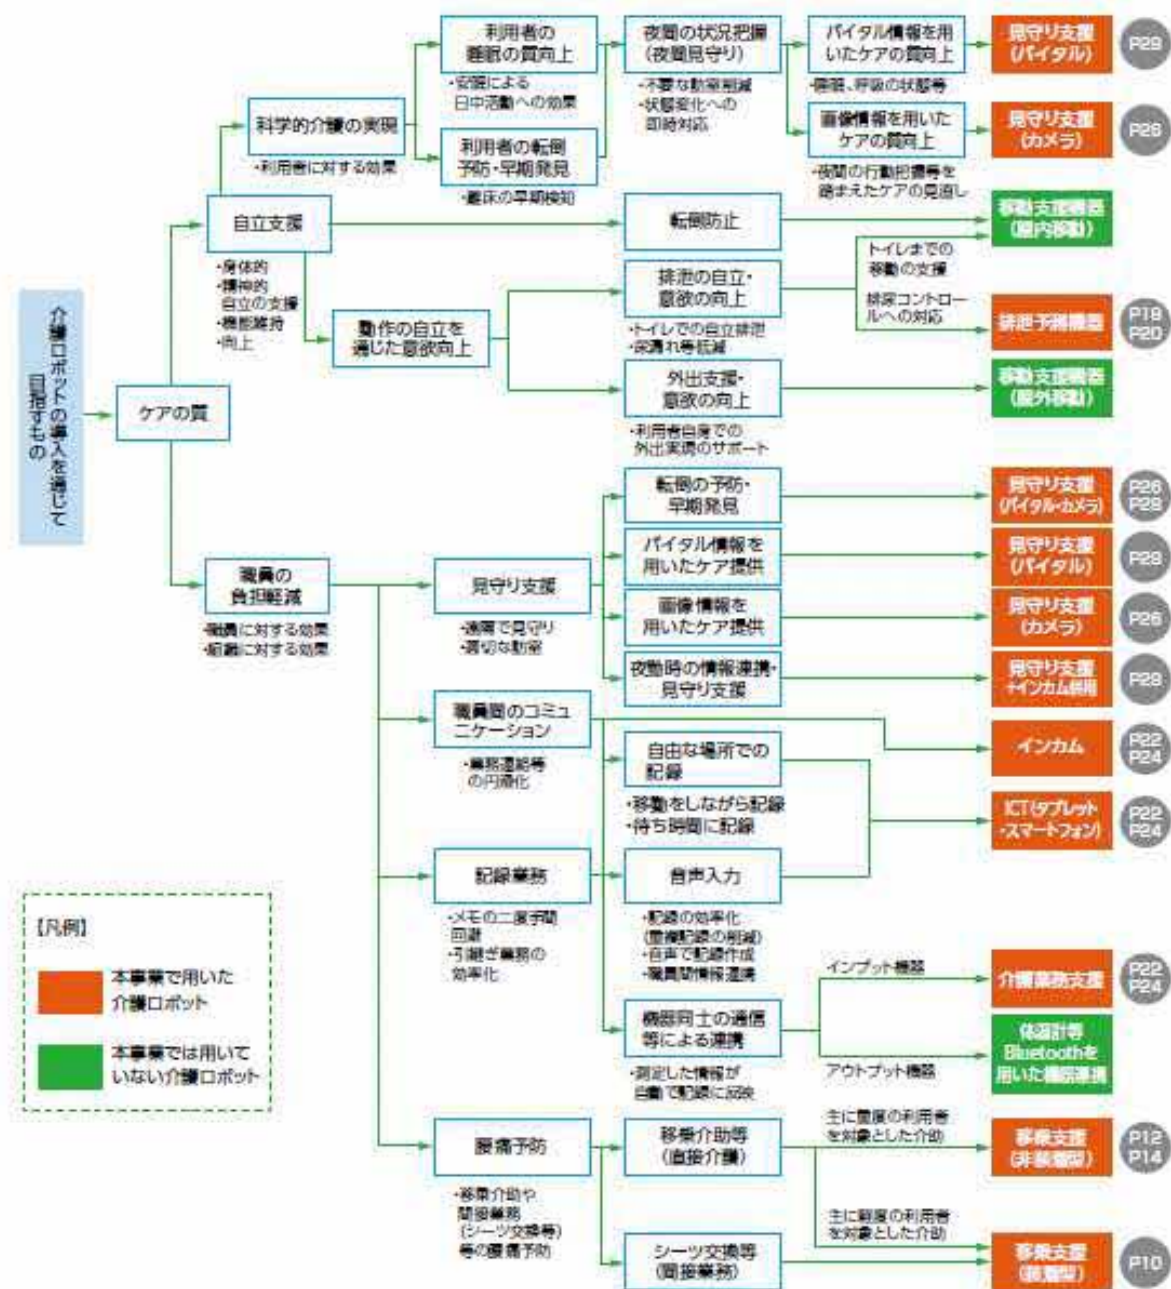 利用者の
睡眠の質向上
・安眠による
日中活動への効果
夜間の状況把握
(夜間見守り)
・不要な訪室削減
・状態変化への
即時対応
バイタル情報を用
いたケアの質向上
・睡眠、呼吸の状態等
見守り支援
(バイタル)
P28
科学的介護の実現
・利用者に対する効果
利用者の転倒
予防・早期発見
・離床の早期検知
画像情報を用いた
ケアの質向上
・夜間の行動把握等を
踏まえたケアの見直し
見守り支援
(カメラ)
P26
自立支援
・身体的
・精神的
自立の支援
・機能維持
・向上
転倒防止
移動支援機器
(屋内移動)
排泄の自立・
意欲の向上
・トイレでの自立排泄
・尿漏れ等低減
トイレまでの
移動の支援
排尿コントロー
ルへの対応
排泄予測機器
P18
P20
動作の自立を
通じた意欲向上
外出支援・
意欲の向上
・利用者自身での
外出実現のサポート
移動支援機器
(屋外移動)
介護ロボットの導入を通じて
目指すもの
ケアの質
転倒の予防・
早期発見
見守り支援
(バイタル・カメラ)
P26
P28
職員の
負担軽減
・職員に対する効果
・組織に対する効果
見守り支援
・遠隔で見守り
・適切な訪室
バイタル情報を
用いたケア提供
見守り支援
(バイタル)
P28
画像情報を
用いたケア提供
見守り支援
(カメラ)
P26
夜勤時の情報連携・
見守り支援
見守り支援
+インカム併用
P28
職員間のコミュ
ニケーション
・業務連絡等
の円滑化
インカム
P22
P24
自由な場所での
記録
・移動をしながら記録
・待ち時間に記録
ICT(タブレット
・スマートフォン)
P22
P24
記録業務
・メモの二度手間
回避
・引継ぎ業務の
効率化
音声入力
・記録の効率化
(重複記録の削減)
・音声で記録作成
・職員間情報連携
機器同士の通信
等による連携
・測定した情報が
自動で記録に反映
インプット機器
介護業務支援
P22
P24
アウトプット機器
体温計等
Bluetoothを
用いた機器連携
腰痛予防
・移乗介助や
間接業務
(シーツ交換等)
等の腰痛予防
移乗介助等
(直接介護)
主に重度の利用者
を対象とした介助
移乗支援
(非装着型)
P12
P14
主に軽度の利用者
を対象とした介助
シーツ交換等
(間接業務)
移乗支援
(装着型)
P10
【凡例】
本事業で用いた
介護ロボット
本事業では用いて
いない介護ロボット